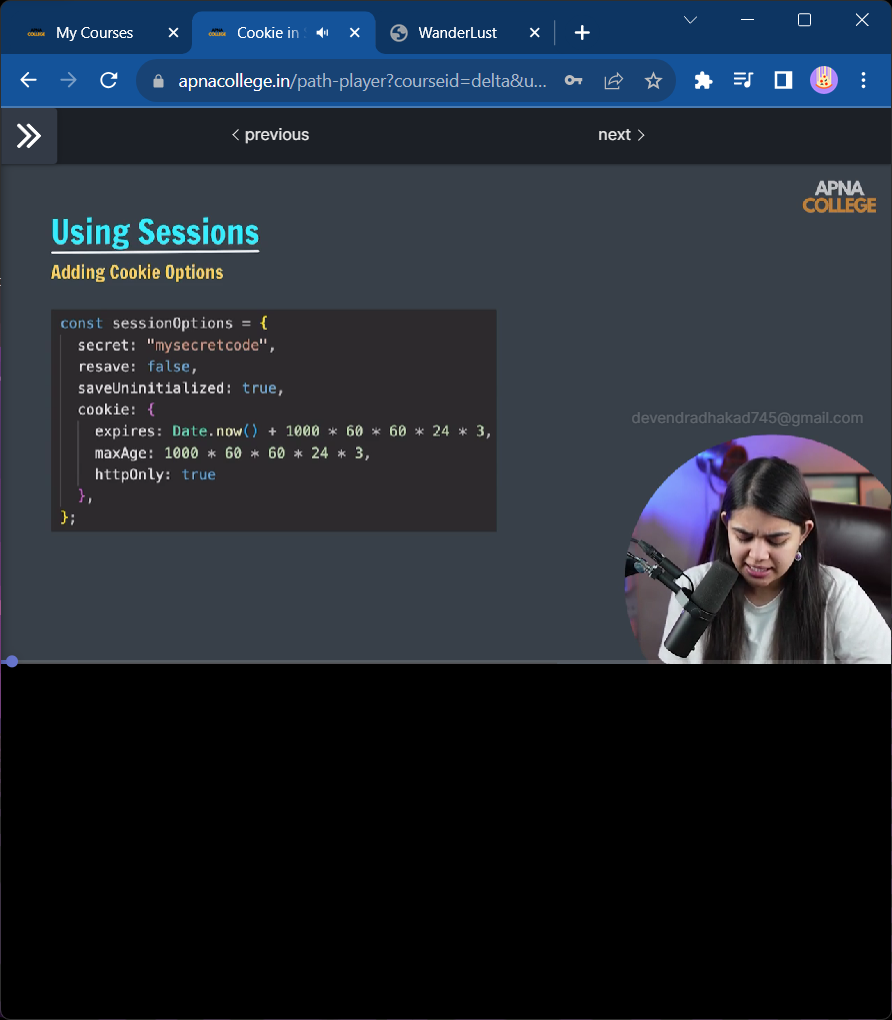 My Courses
Cookie in
WanderLust
apnacollege.in/path-player?courseid=delta&u...
previous
next
APNA
COLLEGE
Using Sessions
Adding Cookie Options
const sessionOptions = {
secret: "mysecretcode",
resave: false,
saveUninitialized: true,
cookie: {
expires: Date.now() + 1000 * 60 * 60 * 24 * 3,
maxAge: 1000 * 60 * 60 * 24 * 3,
httpOnly: true
},
};
devendradhakad745@gmail.com